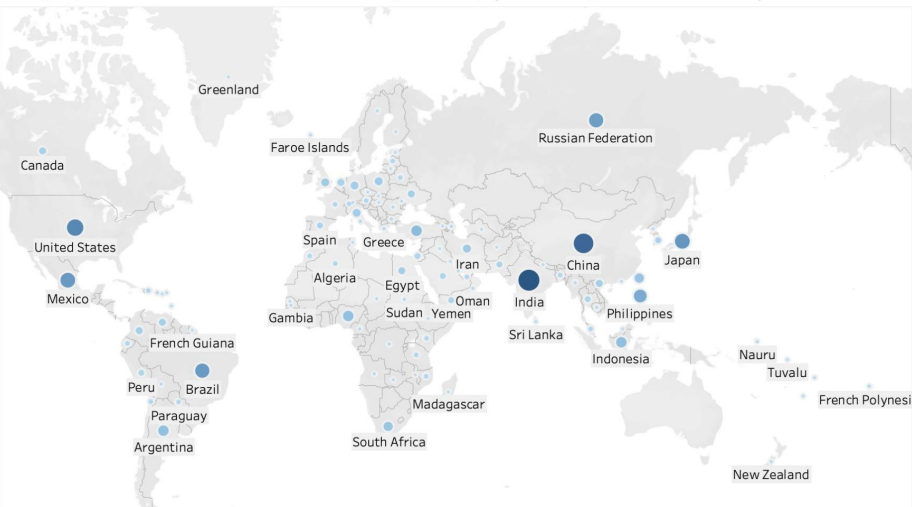 Greenland
Faroe Islands
Russian Federation
Canada
United States
Spain
Greece
Iran
China
Japan
Mexico
Algeria
Egypt
Oman
India
Gambia
Sudan
Yemen
Philippines
Sri Lanka
French Guiana
Indonesia
Nauru
Tuvalu
Peru
Brazil
French Polynesi
Madagascar
Paraguay
Argentina
South Africa
New Zealand